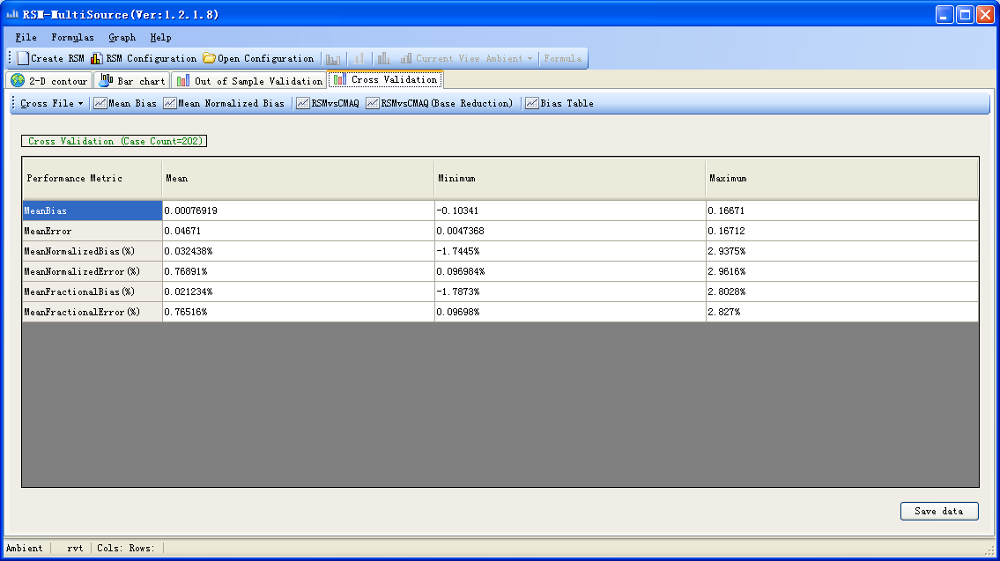 RSM-MultiSource(Ver:1.2.1.8)
File Formulas Graph Help
Create RSM RSM Configuration Open Configuration Current View Ambient Formula
2-D contour Bar chart Out of Sample Validation Cross Validation
Cross File Mean Bias Mean Normalized Bias RSMvsCMAQ RSMvsCMAQ(Base Reduction) Bias Table
Cross Validation (Case Count=202)
Performance Metric Mean Minimum Maximum
MeanBias 0.00076919 -0.10341 0.16671
MeanError 0.04671 0.0047368 0.16712
MeanNormalizedBias(%) 0.032438% -1.7445% 2.9375%
MeanNormalizedError(%) 0.76891% 0.096984% 2.9616%
MeanFractionalBias(%) 0.021234% -1.7873% 2.8028%
MeanFractionalError(%) 0.76516% 0.09698% 2.827%
Save data
Ambient rvt Cols: Rows: